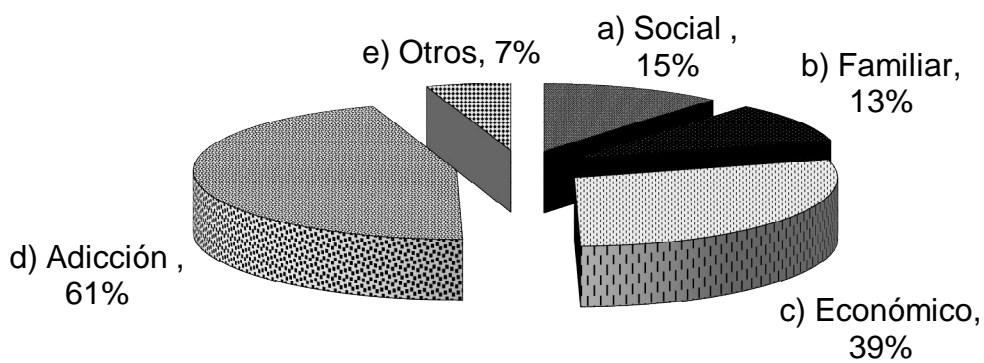 a) Social ,
15%
e) Otros, 7%
b) Familiar,
13%
d) Adicción ,
61%
c) Económico,
39%